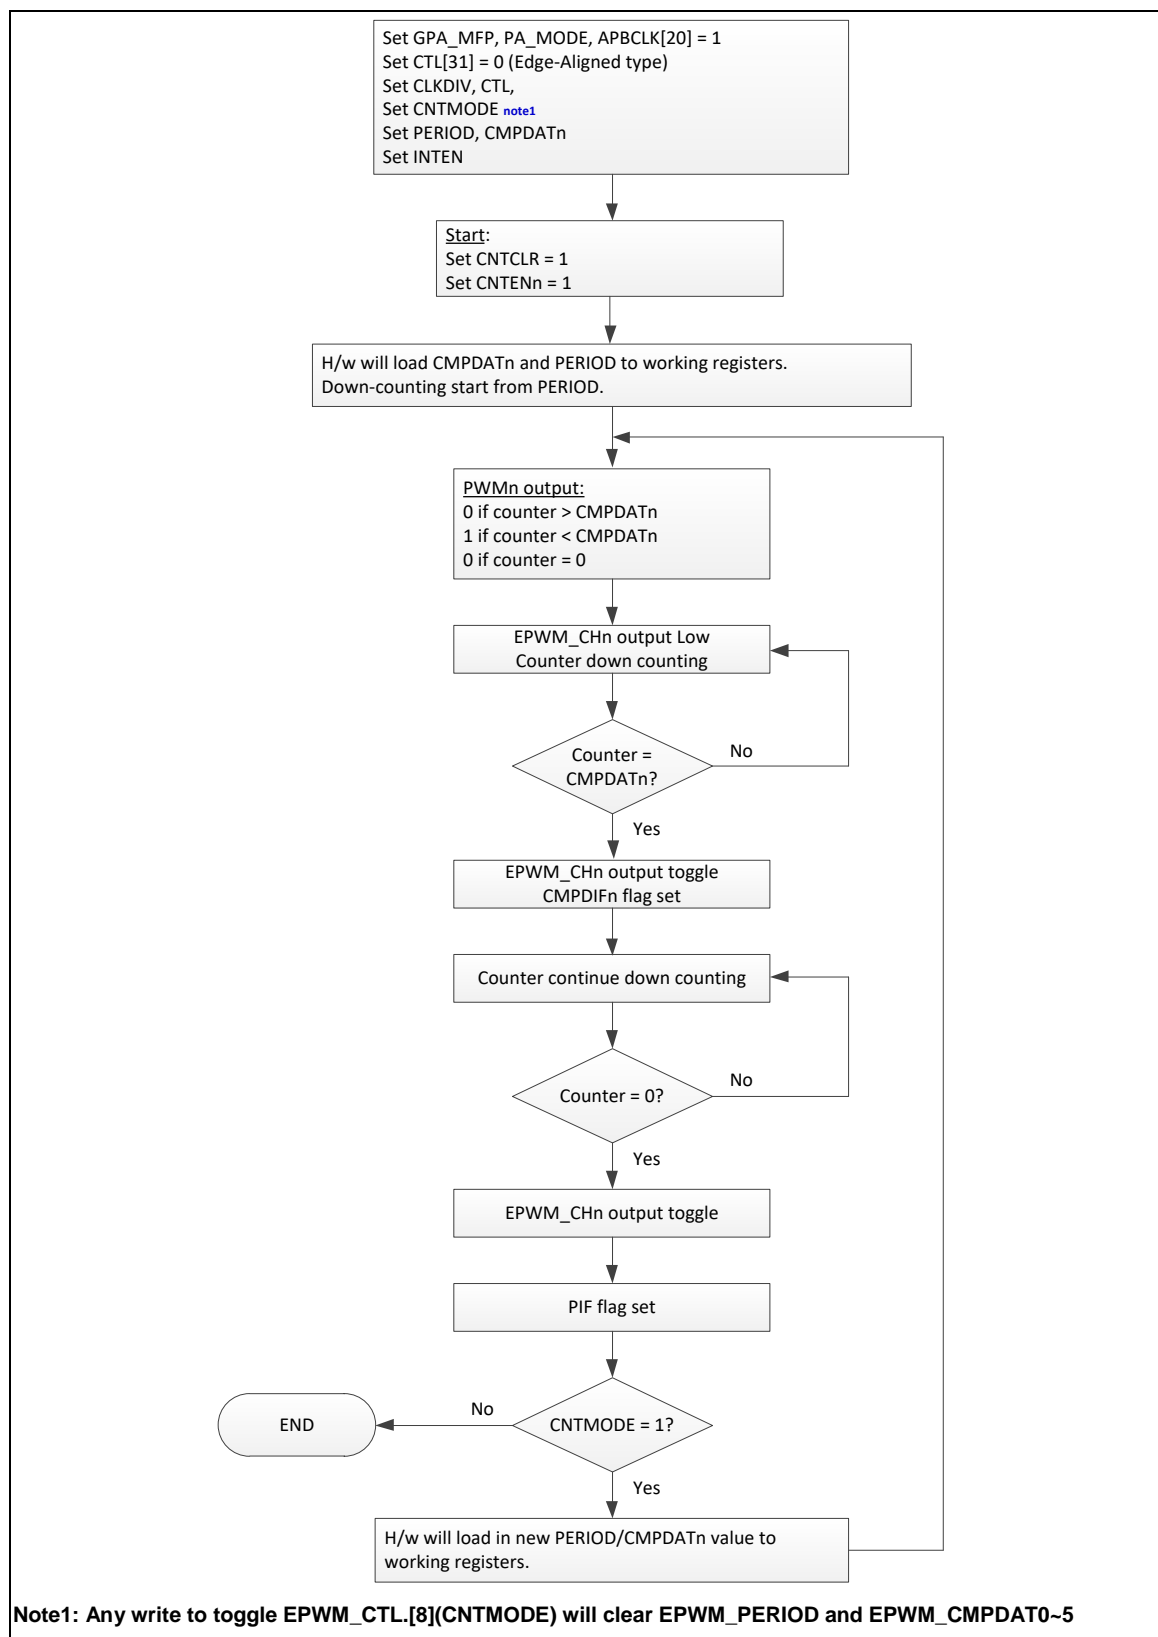 Set GPA_MFP, PA_MODE, APBCLK[20] = 1
Set CTL[31] = 0 (Edge-Aligned type)
Set CLKDIV, CTL,
Set CNTMODE note1
Set PERIOD, CMPDATn
Set INTEN
Start:
Set CNTCLR = 1
Set CNTENn = 1
H/w will load CMPDATn and PERIOD to working registers.
Down-counting start from PERIOD.
PWMn output:
0 if counter > CMPDATn
1 if counter < CMPDATn
0 if counter = 0
EPWM_CHn output Low
Counter down counting
Counter =
CMPDATn?
No
Yes
EPWM_CHn output toggle
CMPDIFn flag set
Counter continue down counting
Counter = 0?
No
Yes
EPWM_CHn output toggle
PIF flag set
CNTMODE = 1?
No
END
Yes
H/w will load in new PERIOD/CMPDATn value to
working registers.
Note1: Any write to toggle EPWM_CTL.[8](CNTMODE) will clear EPWM_PERIOD and EPWM_CMPDAT0~5